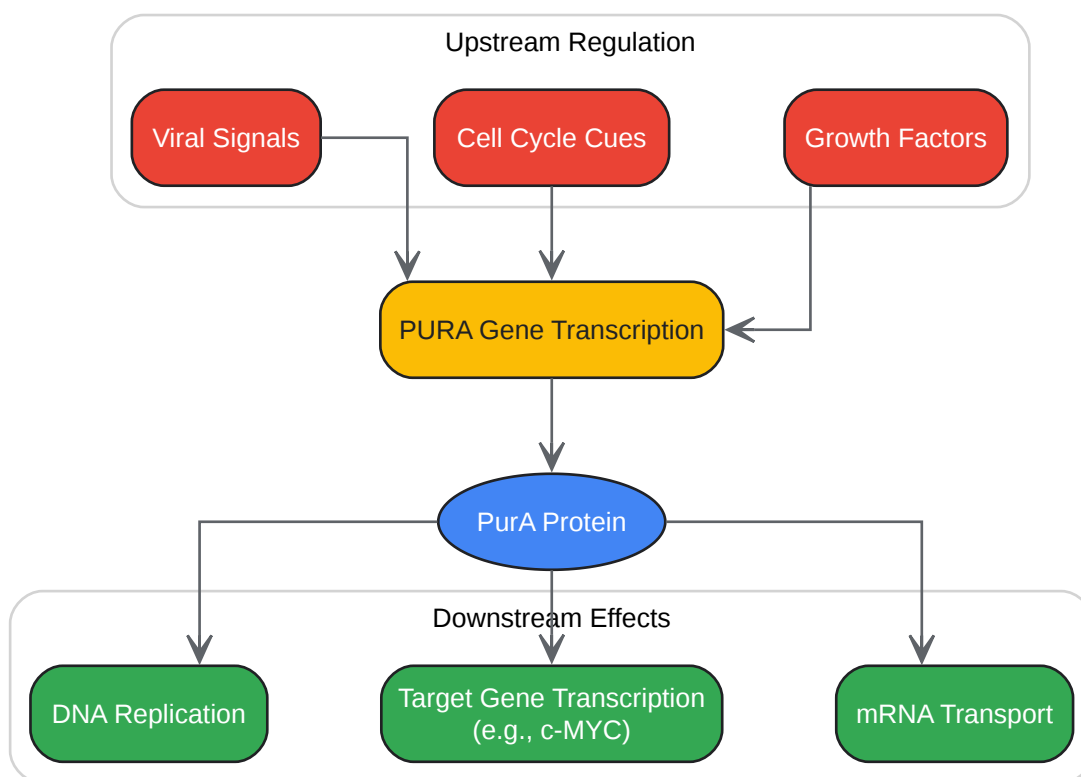 Upstream Regulation
Viral Signals
Cell Cycle Cues
Growth Factors
PURA Gene Transcription
PurA Protein
Downstream Effects
DNA Replication
Target Gene Transcription
(e.g., c-MYC)
mRNA Transport